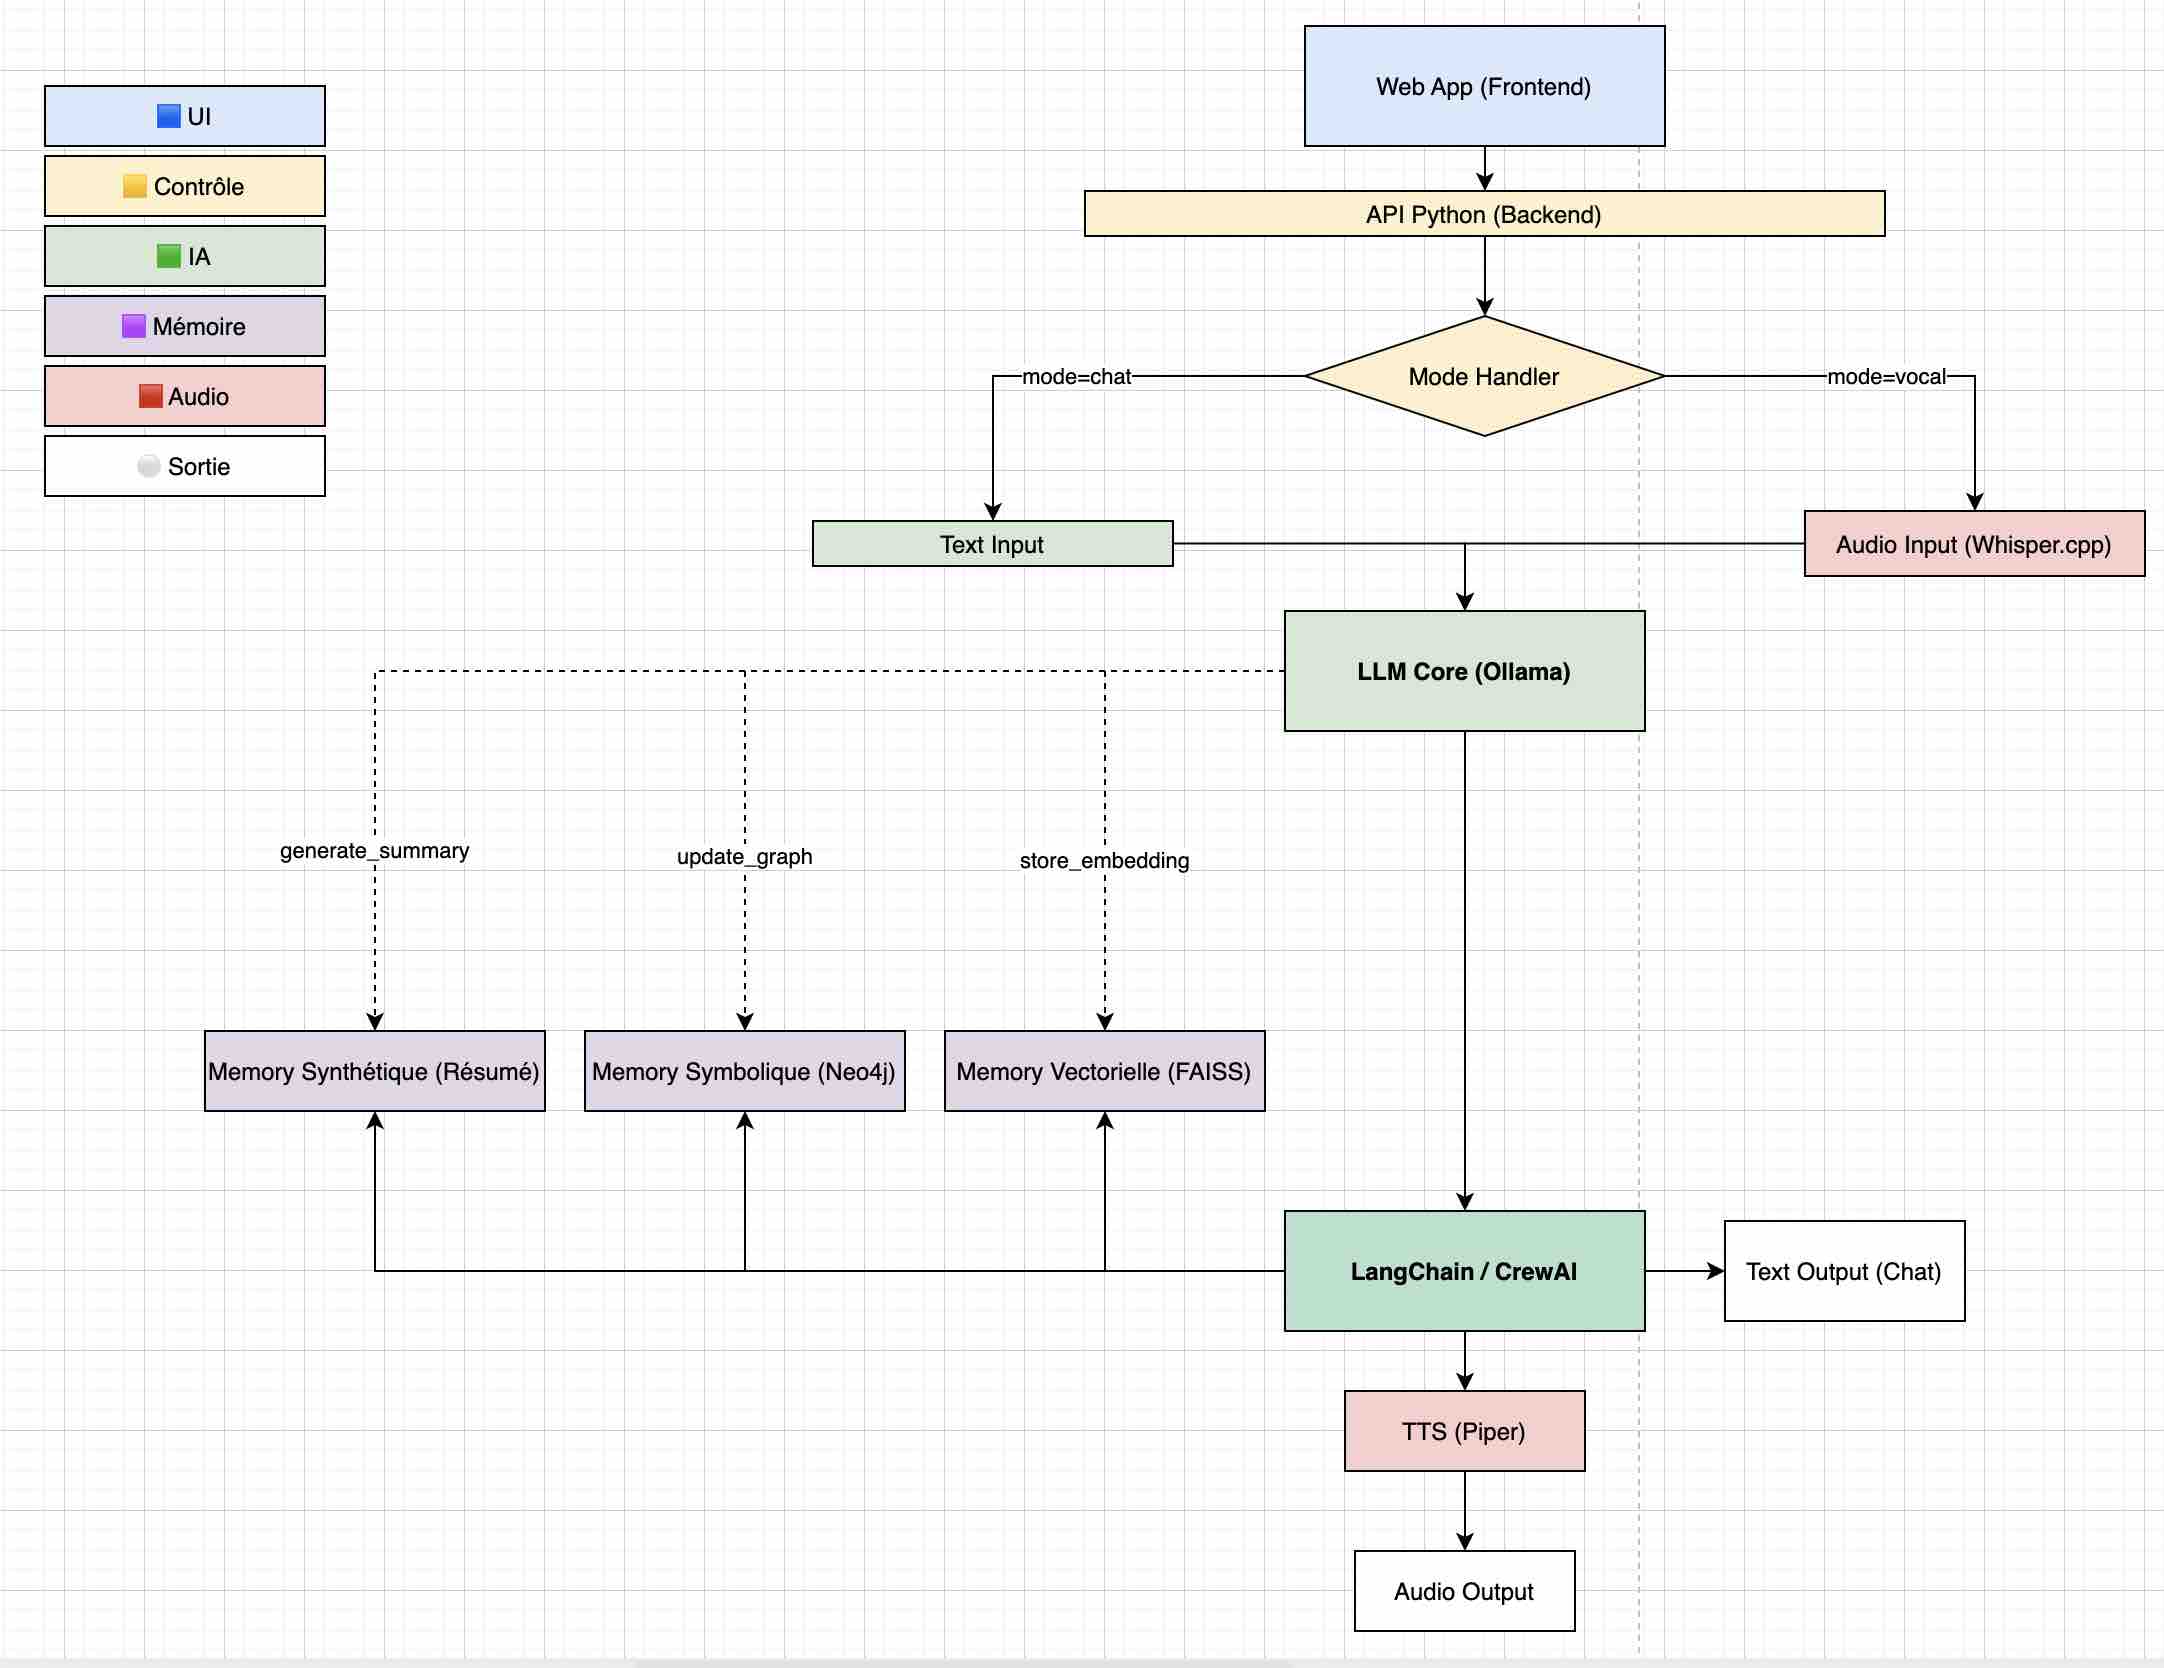 UI
Contrôle
IA
Mémoire
Audio
Sortie
Web App (Frontend)
API Python (Backend)
Mode Handler
mode=chat
mode=vocal
Text Input
Audio Input (Whisper.cpp)
LLM Core (Ollama)
generate_summary
update_graph
store_embedding
Memory Synthétique (Résumé)
Memory Symbolique (Neo4j)
Memory Vectorielle (FAISS)
LangChain / CrewAI
Text Output (Chat)
TTS (Piper)
Audio Output